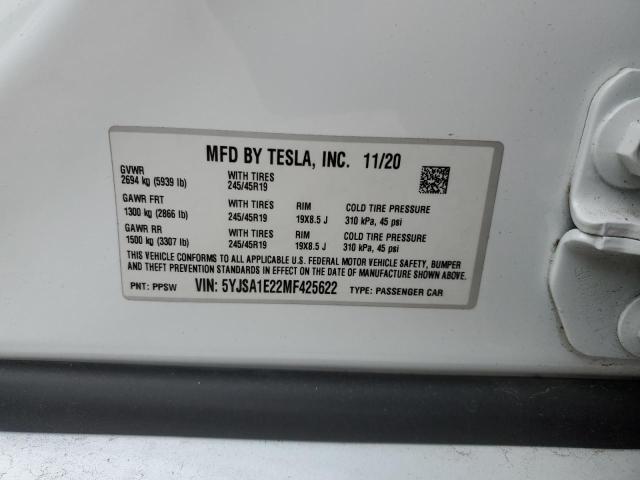 MFD BY TESLA, INC. 11/20
GVWR WITH TIRES
2694 kg (5939 lb) 245/45R19
GAWR FRT WITH TIRES RIM COLD TIRE PRESSURE
1300 kg (2866 lb) 245/45R19 19X8.5 J 310 kPa, 45 psi
GAWR RR WITH TIRES RIM COLD TIRE PRESSURE
1500 kg (3307 lb) 245/45R19 19X8.5 J 310 kPa, 45 psi
THIS VEHICLE CONFORMS TO ALL APPLICABLE U.S. FEDERAL MOTOR VEHICLE SAFETY, BUMPER
AND THEFT PREVENTION STANDARDS IN EFFECT ON THE DATE OF MANUFACTURE SHOWN ABOVE.
PNT: PPSW VIN: 5YJSA1E22MF425622 TYPE: PASSENGER CAR